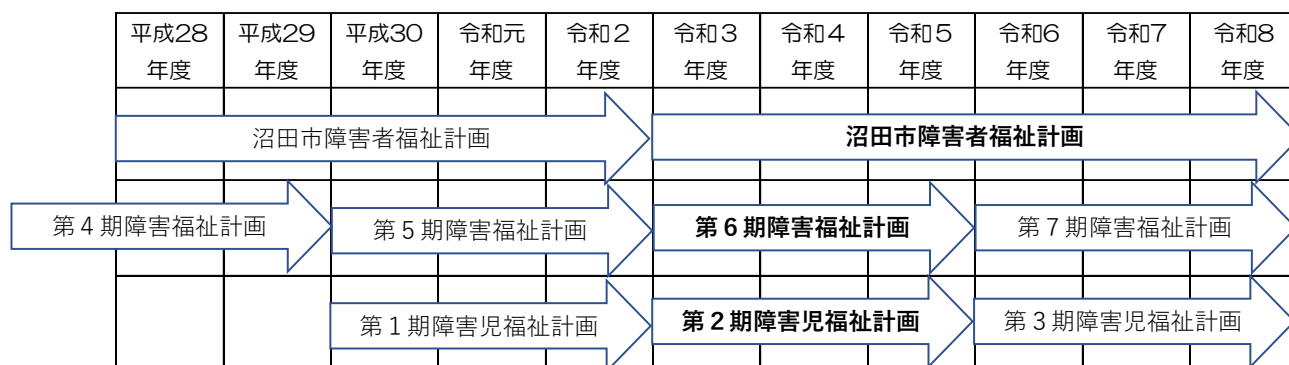 平成28 平成29 平成30 令和元 令和２ 令和３ 令和４ 令和５ 令和６ 令和７ 令和８
年度 年度 年度 年度 年度 年度 年度 年度 年度 年度 年度
沼田市障害者福祉計画 沼田市障害者福祉計画
第４期障害福祉計画 第５期障害福祉計画 第６期障害福祉計画 第７期障害福祉計画
第１期障害児福祉計画 第２期障害児福祉計画 第３期障害児福祉計画